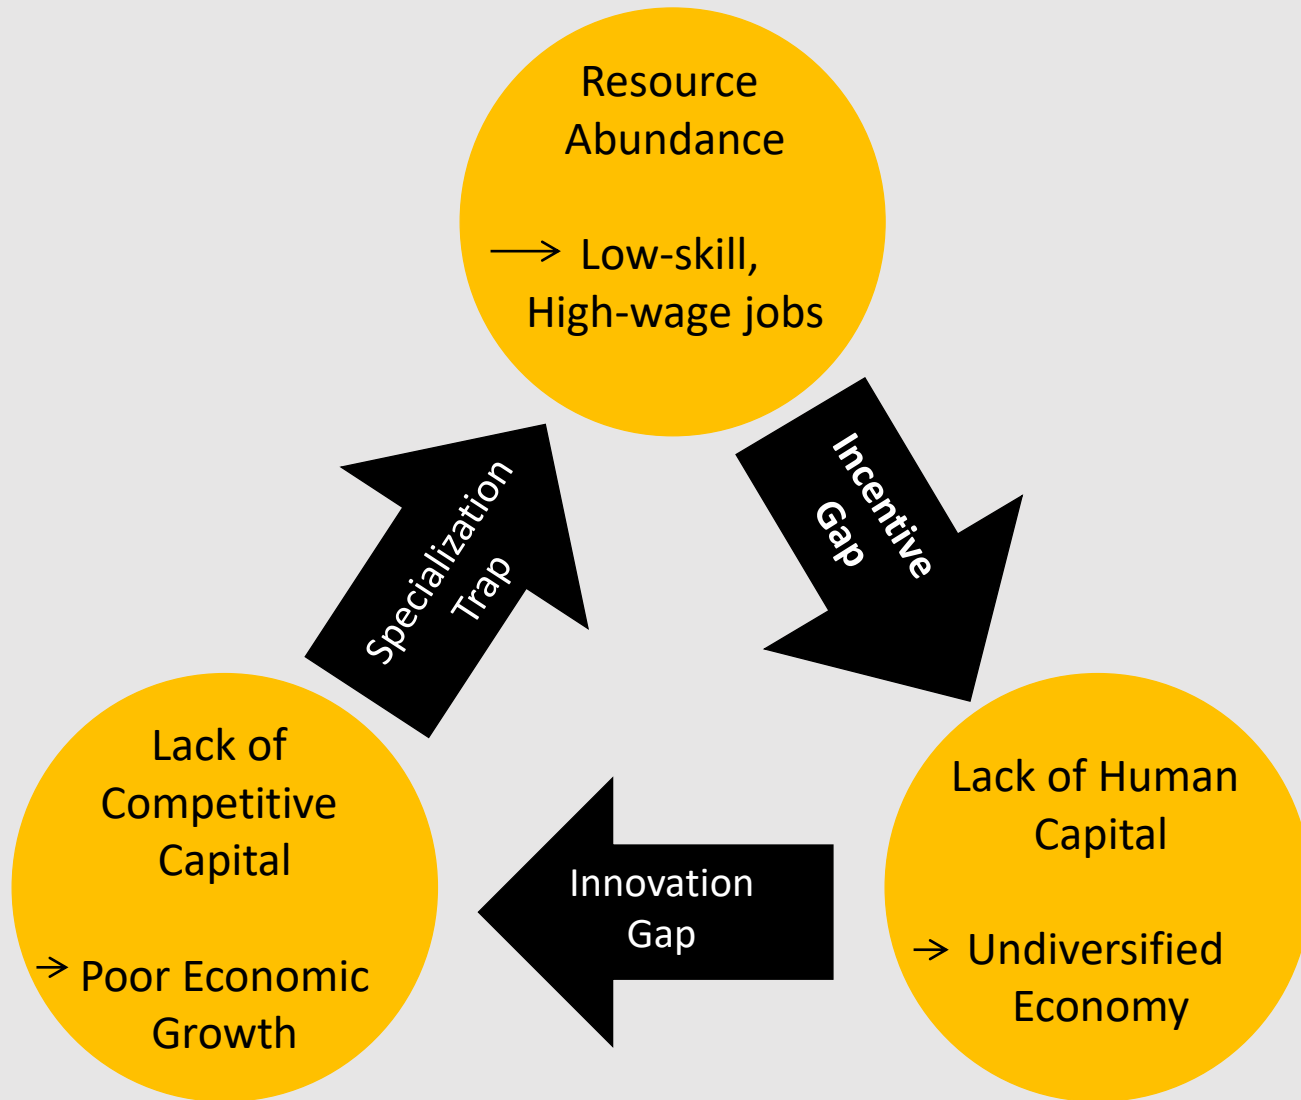 Resource
Abundance
→ Low-skill,
High-wage jobs
Incentive
Gap
Lack of Human
Capital
→ Undiversified
Economy
Innovation
Gap
Lack of
Competitive
Capital
→ Poor Economic
Growth
Specialization
Trap